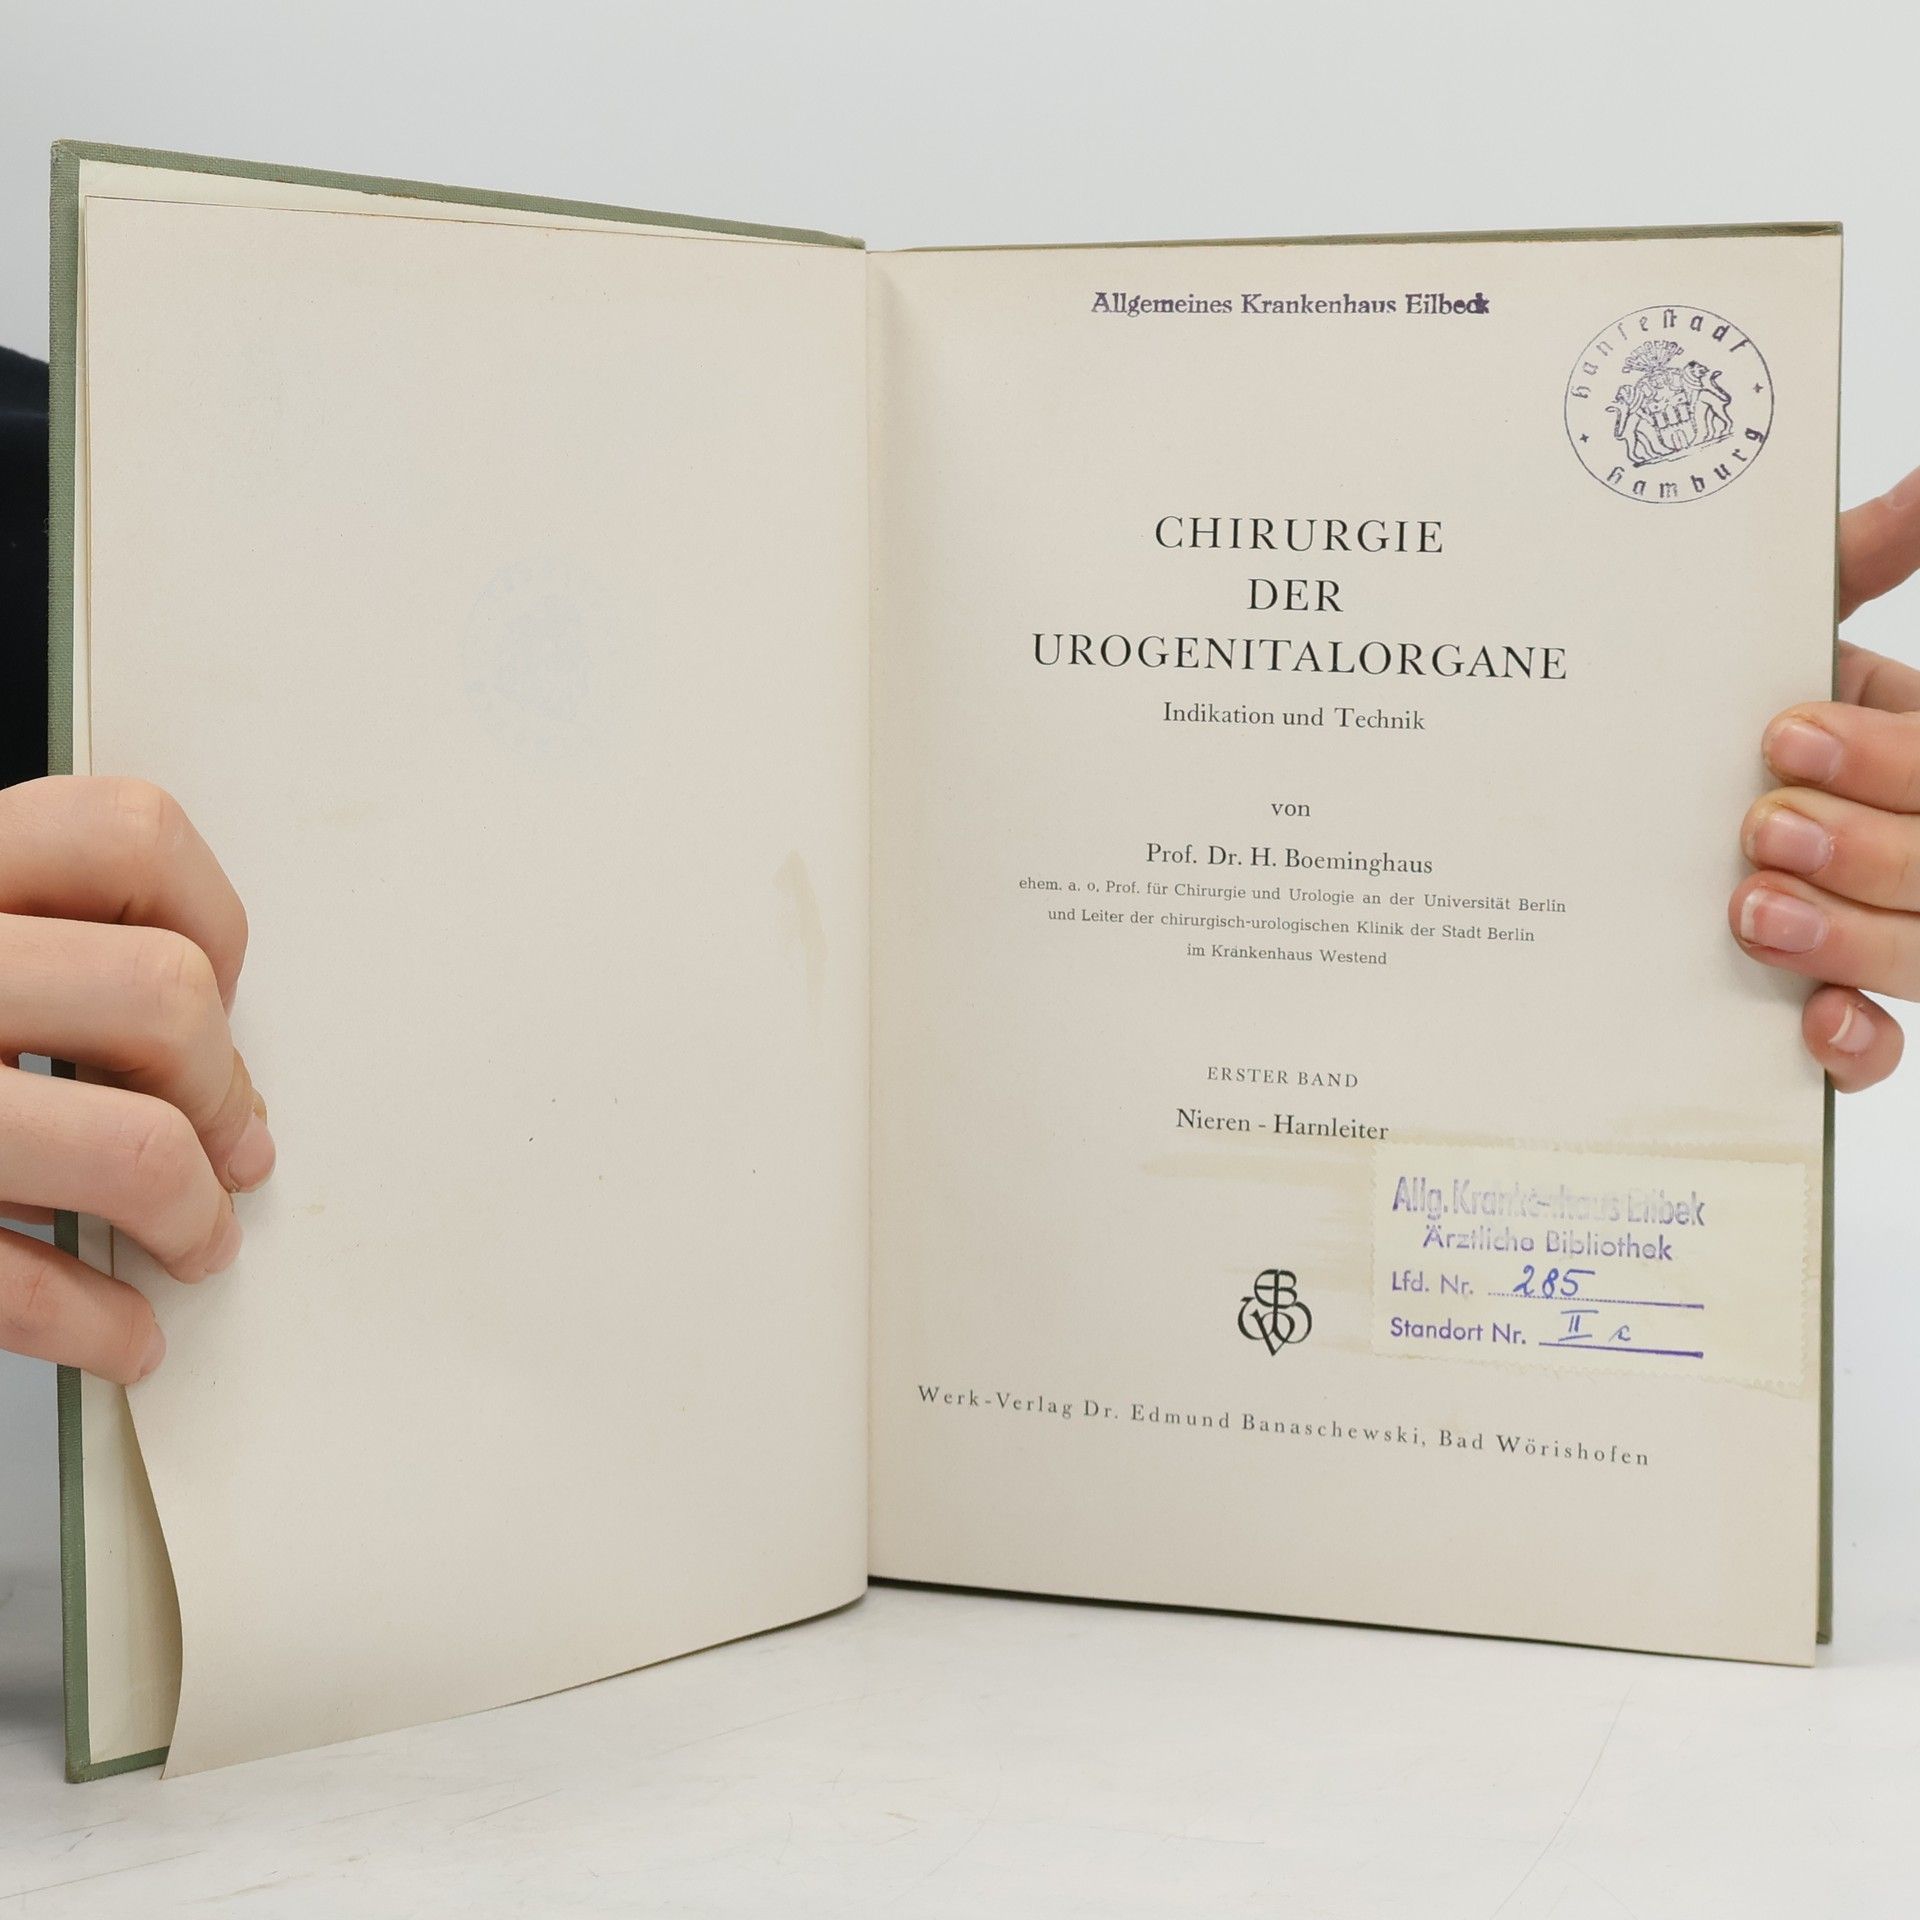 Allgemeines Krankenhaus Eilbeck
Hansestadt
Hamburg
CHIRURGIE
DER
UROGENITALORGANE
Indikation und Technik
von
Prof. Dr. H. Boeminghaus
ehem. a. o. Prof. für Chirurgie und Urologie an der Universität Berlin
und Leiter der chirurgisch-urologischen Klinik der Stadt Berlin
im Krankenhaus Westend
ERSTER BAND
Nieren - Harnleiter
Allg. Krankenhaus Eilbek
Ärztliche Bibliothek
Lfd. Nr. 285
Standort Nr. II c
Werk-Verlag Dr. Edmund Banaschewski, Bad Wörishofen